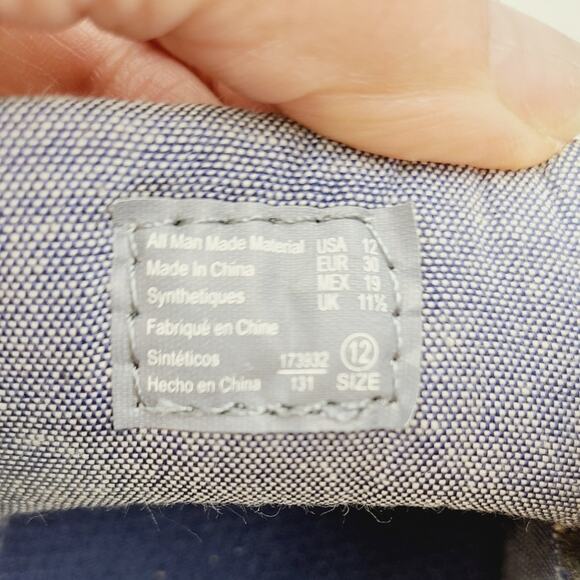 All Man Made Material USA 12
Made In China EUR 30
Synthetiques MEX 19
Fabriqué en Chine UK 11½
Sintéticos 173932 12
Hecho en China 131 SIZE